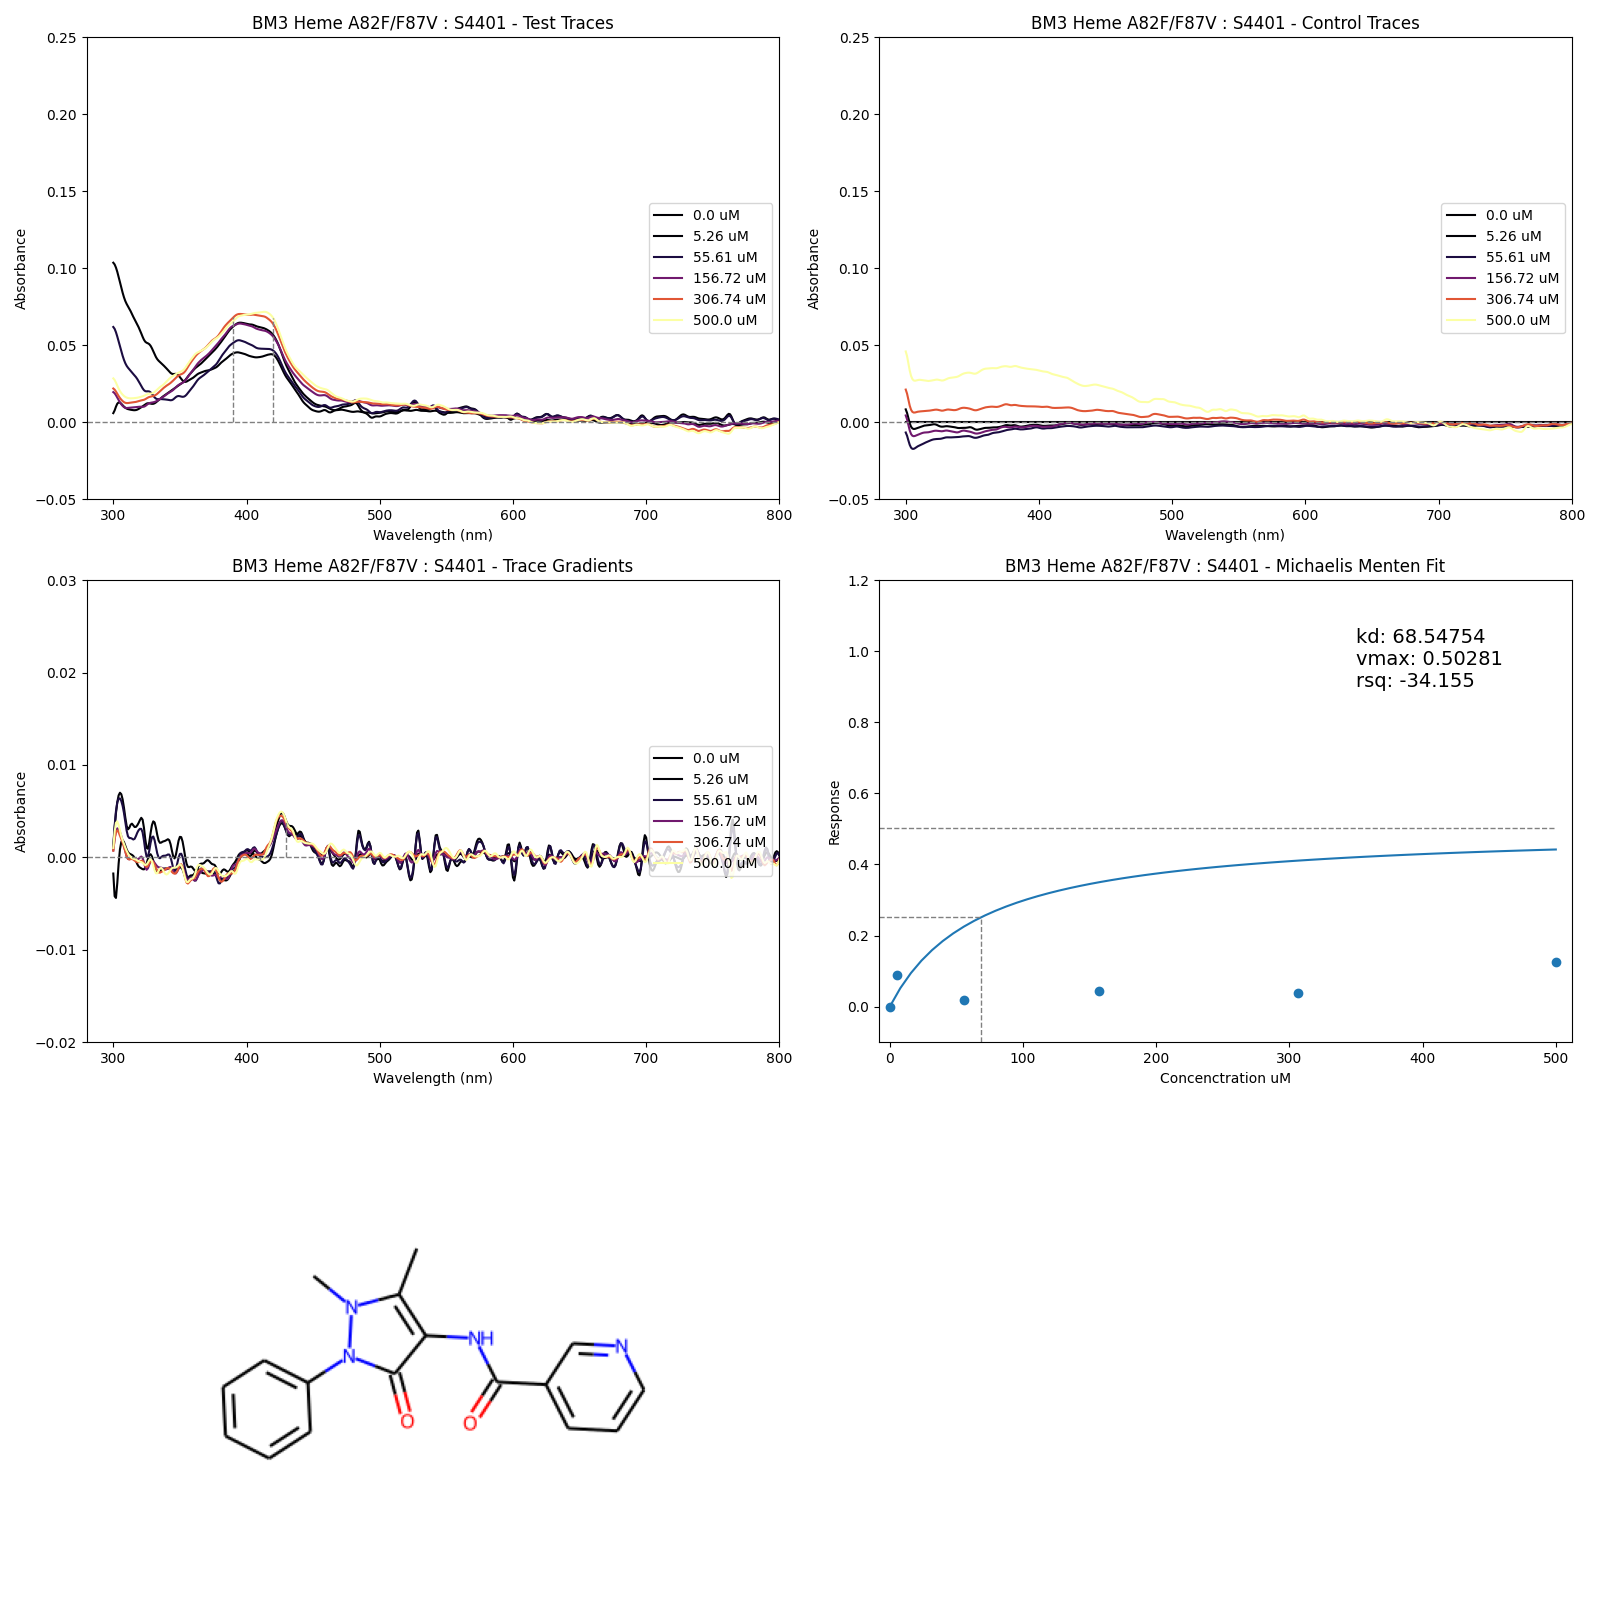 BM3 Heme A82F/F87V : S4401 - Test Traces
0.25
0.20
0.15
0.10
0.05
0.00
−0.05
Absorbance
0.0 uM
5.26 uM
55.61 uM
156.72 uM
306.74 uM
500.0 uM
300
400
500
600
700
800
Wavelength (nm)
BM3 Heme A82F/F87V : S4401 - Control Traces
0.25
0.20
0.15
0.10
0.05
0.00
−0.05
Absorbance
0.0 uM
5.26 uM
55.61 uM
156.72 uM
306.74 uM
500.0 uM
300
400
500
600
700
800
Wavelength (nm)
BM3 Heme A82F/F87V : S4401 - Trace Gradients
0.03
0.02
0.01
0.00
−0.01
−0.02
Absorbance
0.0 uM
5.26 uM
55.61 uM
156.72 uM
306.74 uM
500.0 uM
300
400
500
600
700
800
Wavelength (nm)
BM3 Heme A82F/F87V : S4401 - Michaelis Menten Fit
1.2
1.0
0.8
0.6
0.4
0.2
0.0
Response
kd: 68.54754
vmax: 0.50281
rsq: -34.155
0
100
200
300
400
500
Concenctration uM
N
N
O
NH
O
N